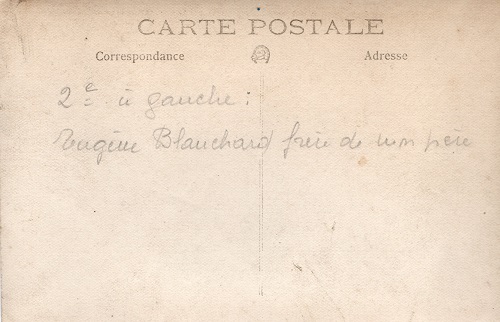 CARTE POSTALE
Correspondance
Adresse
2e à gauche :
Eugène Blanchard frère de mon père